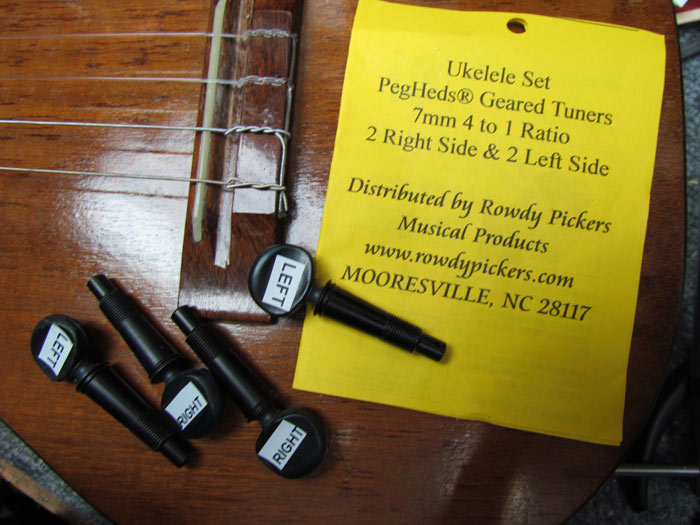 Ukelele Set
PegHeds® Geared Tuners
7mm 4 to 1 Ratio
2 Right Side & 2 Left Side
Distributed by Rowdy Pickers
Musical Products
www.rowdypickers.com
MOORESVILLE, NC 28117
LEFT
LEFT
RIGHT
RIGHT